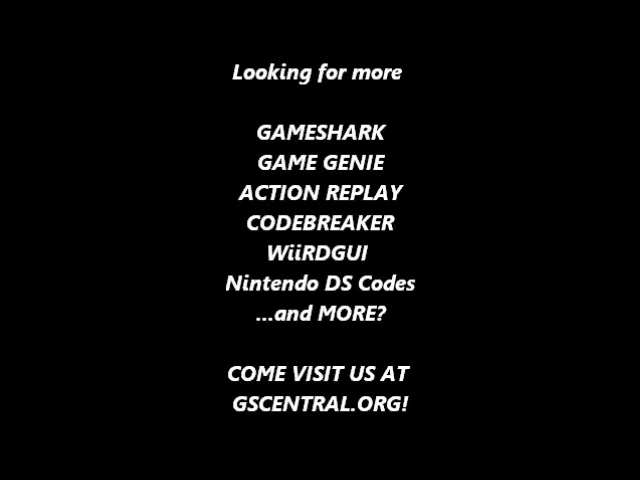 Looking for more
GAMESHARK
GAME GENIE
ACTION REPLAY
CODEBREAKER
WiiRDGUI
Nintendo DS Codes
...and MORE?
COME VISIT US AT
GSCENTRAL.ORG!